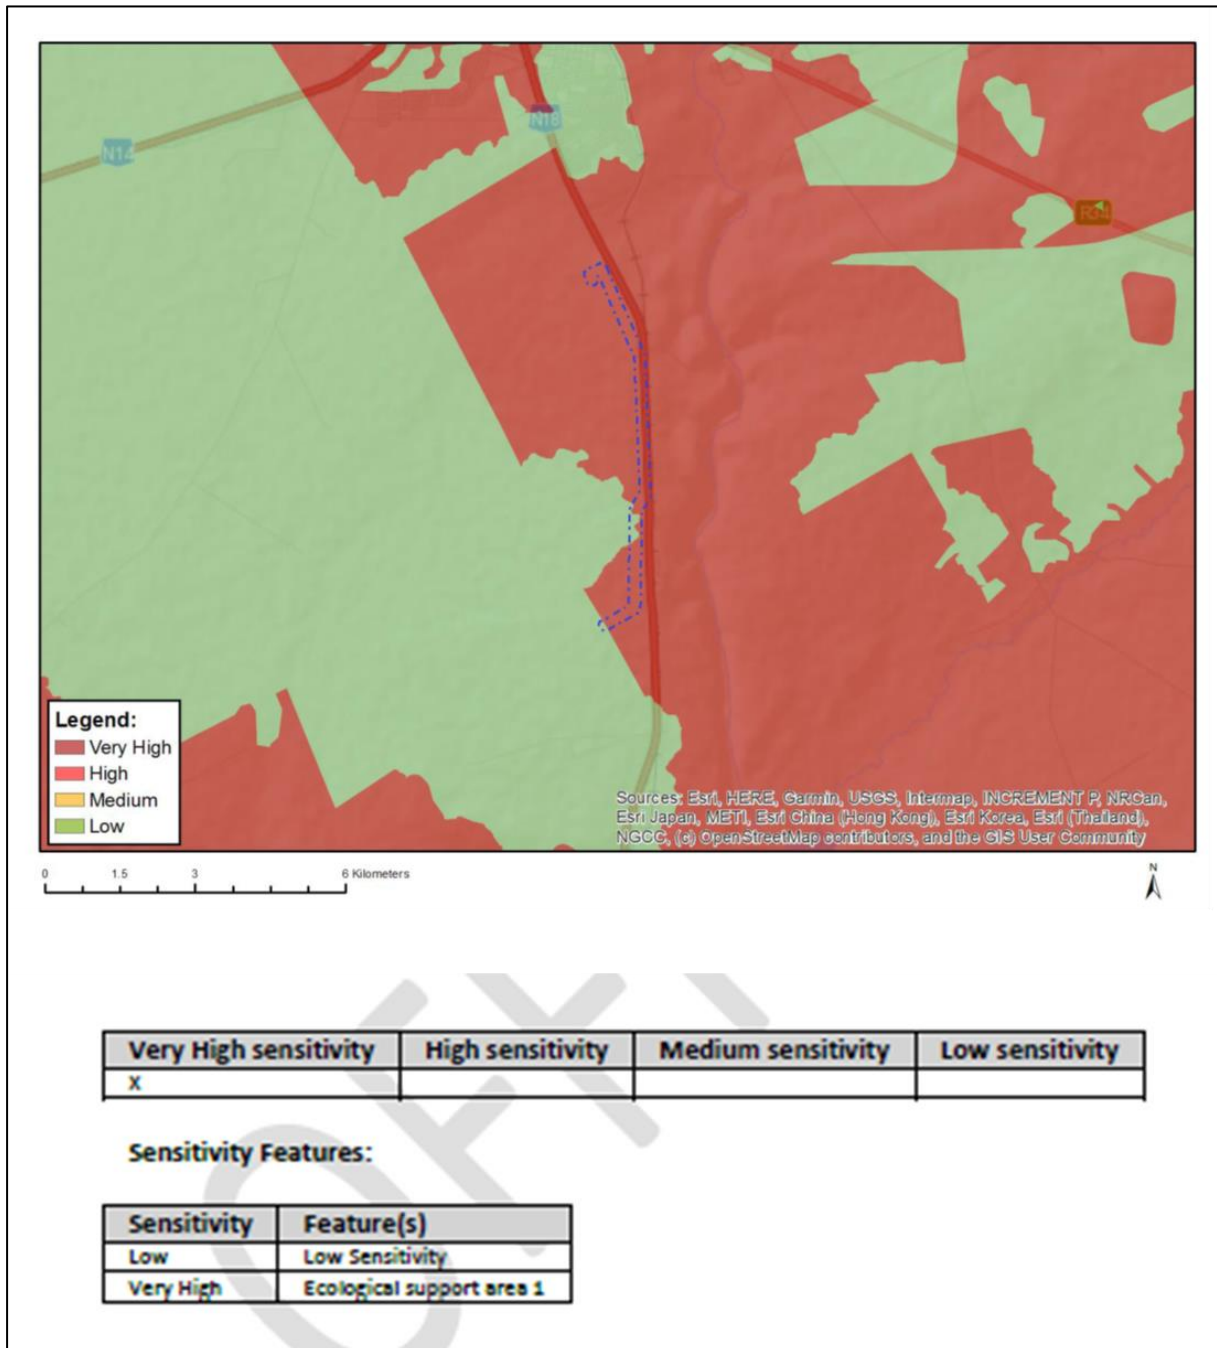 N18
N14
R34
Legend:
Very High
High
Medium
Low
Sources: Esri, HERE, Garmin, USGS, Intermap, INCREMENT P, NRCan,
Esri Japan, METI, Esri China (Hong Kong), Esri Korea, Esri (Thailand),
NGCC, (c) OpenStreetMap contributors, and the GIS User Community
0 1.5 3 6 Kilometers
N
Very High sensitivity High sensitivity Medium sensitivity Low sensitivity
X
Sensitivity Features:
Sensitivity Feature(s)
Low Low Sensitivity
Very High Ecological support area 1